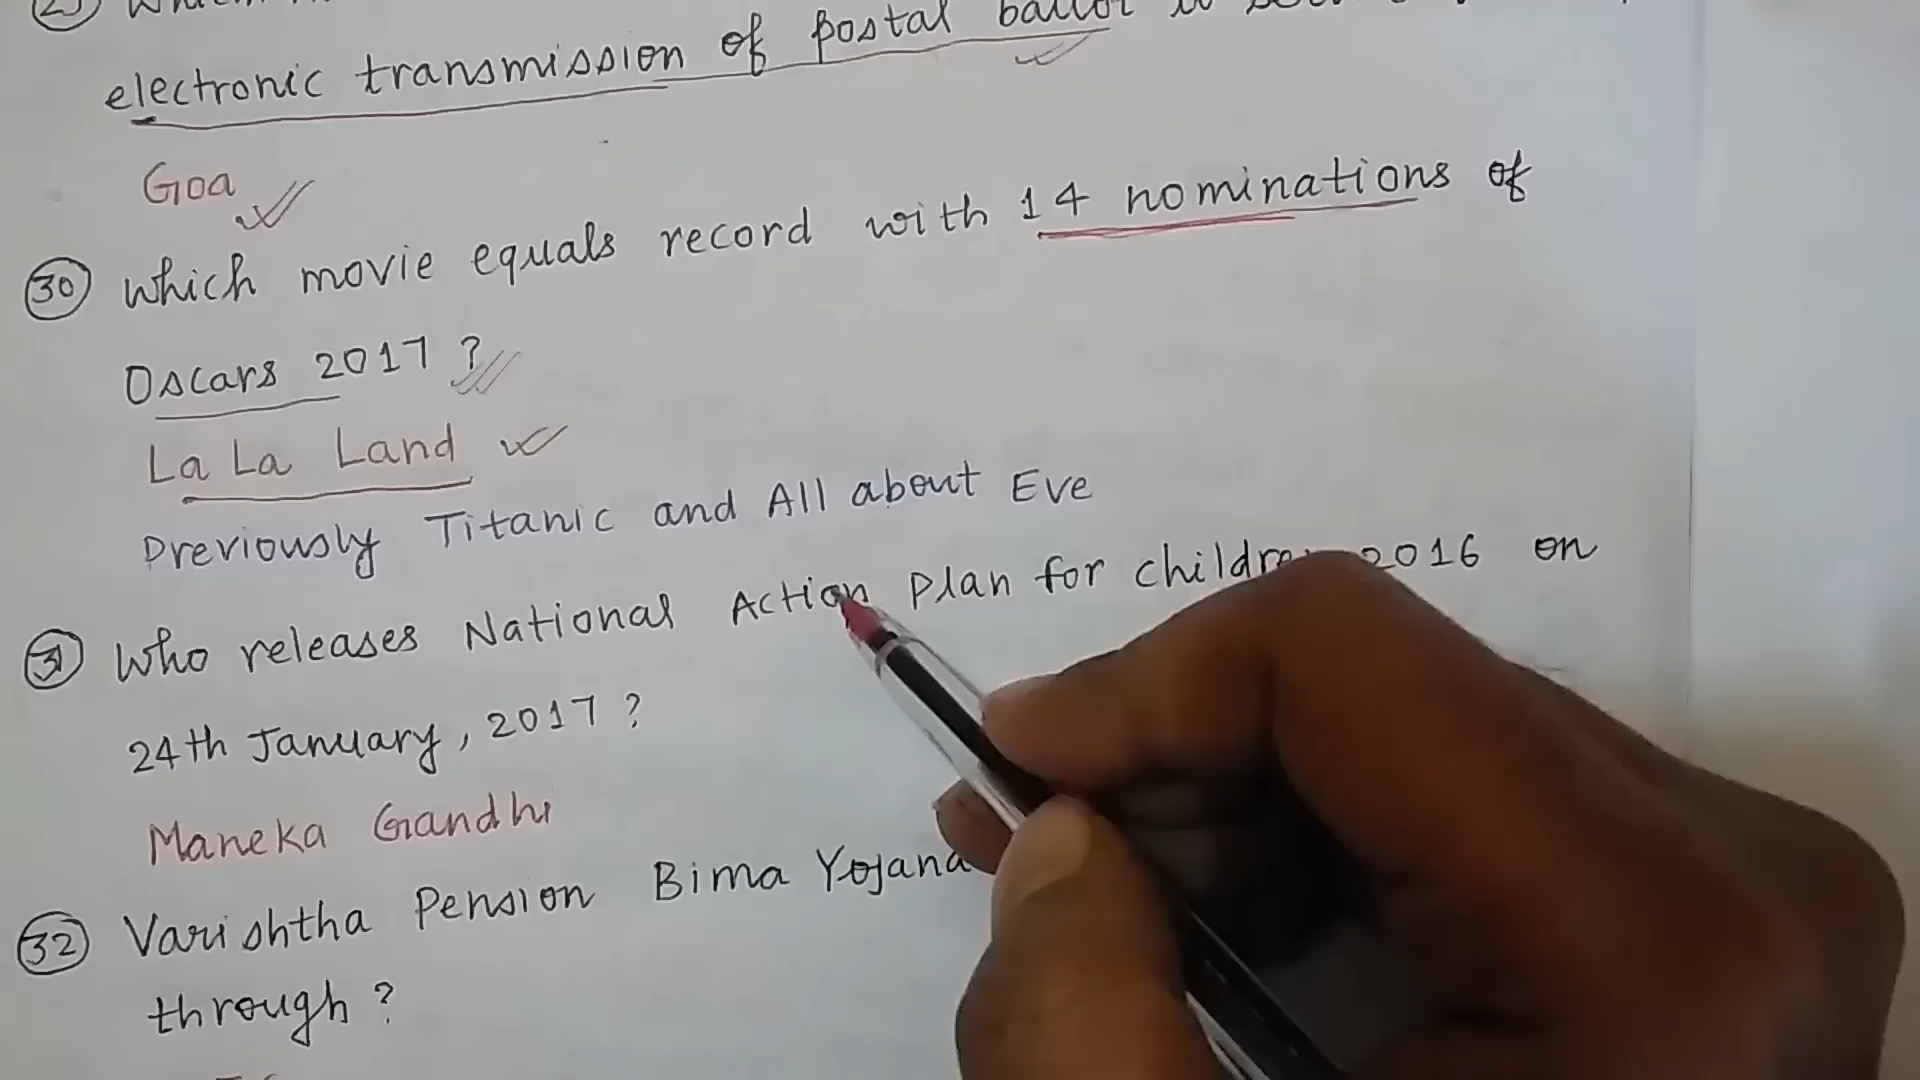 electronic transmission of postal ballot
Goa
30 Which movie equals record with 14 nominations of
Oscars 2017 ?
La La Land
Previously Titanic and All about Eve
31 Who releases National Action Plan for children 2016 on
24th January, 2017 ?
Maneka Gandhi
32 Varishtha Pension Bima Yojana
through ?